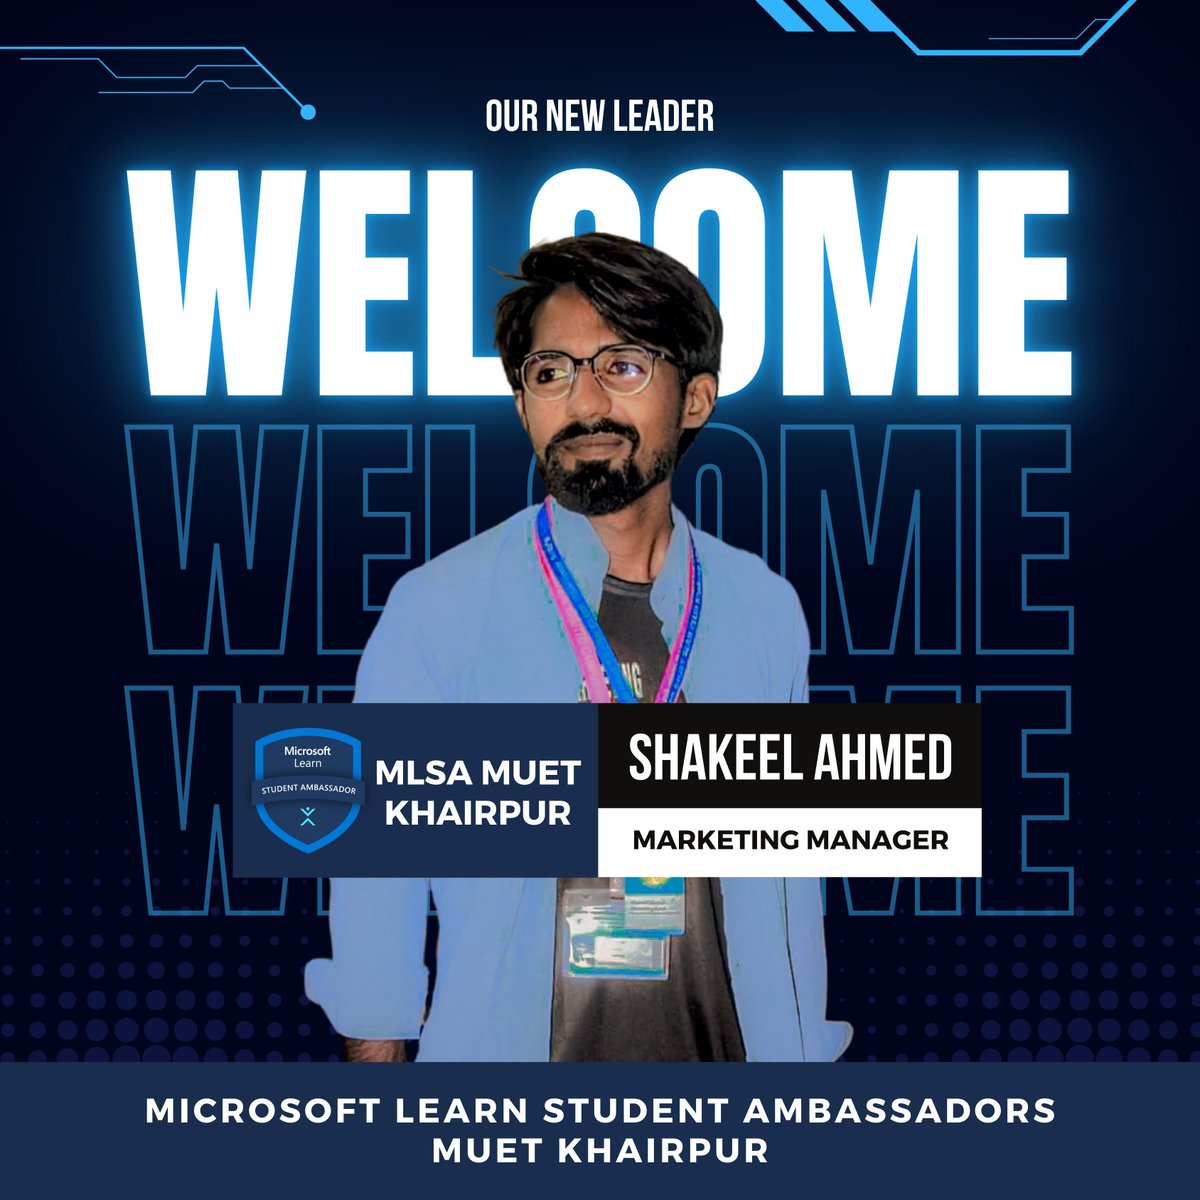 OUR NEW LEADER
WELCOME
WELCOME
WELCOME
Microsoft
Learn
STUDENT AMBASSADOR
MLSA MUET
KHAIRPUR
SHAKEEL AHMED
MARKETING MANAGER
MICROSOFT LEARN STUDENT AMBASSADORS
MUET KHAIRPUR